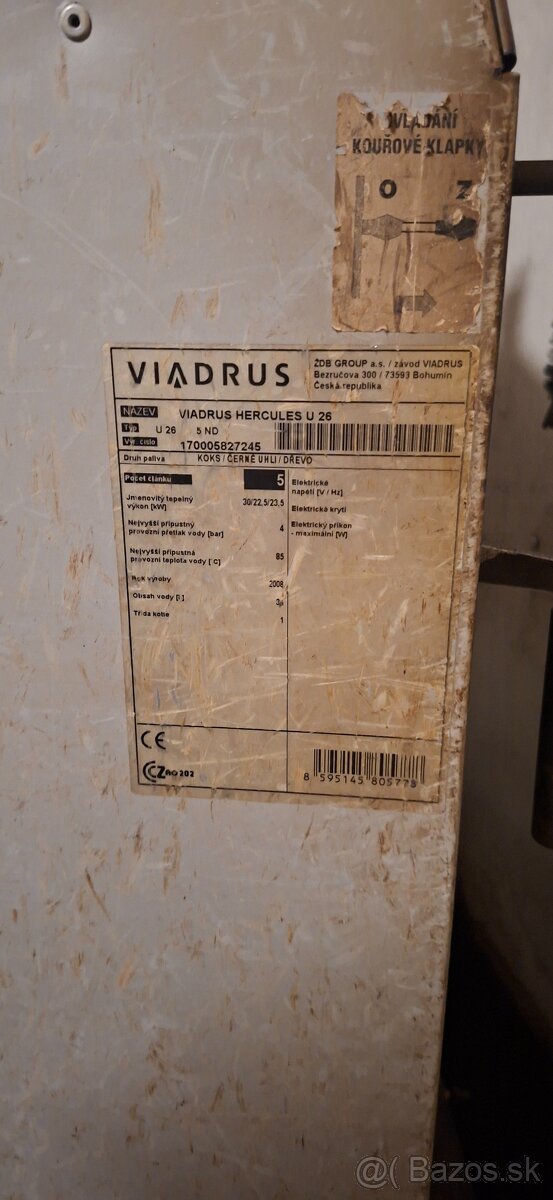 OVLÁDÁNÍ
KOUŘOVÉ KLAPKY
O Z
VIADRUS
ŽDB GROUP a.s. / závod VIADRUS
Bezručova 300 / 73593 Bohumín
Česká republika
NÁZEV VIADRUS HERCULES U 26
Typ U 26 5 ND
Výr. číslo 170005827245
Druh paliva KOKS / ČERNÉ UHLÍ / DŘEVO
Počet článků 5
Jmenovitý tepelný
výkon [kW] 30/22,5/23,5
Nejvyšší přípustný
provozní přetlak vody [bar] 4
Nejvyšší přípustná
provozní teplota vody [°C] 85
Rok výroby 2008
Obsah vody [l]
Třída kotle 1
Elektrické
napětí [V / Hz]
Elektrické krytí
Elektrický příkon
- maximální [W]
CE
CZ AO 202
8 595145 805773
@( Bazos.sk